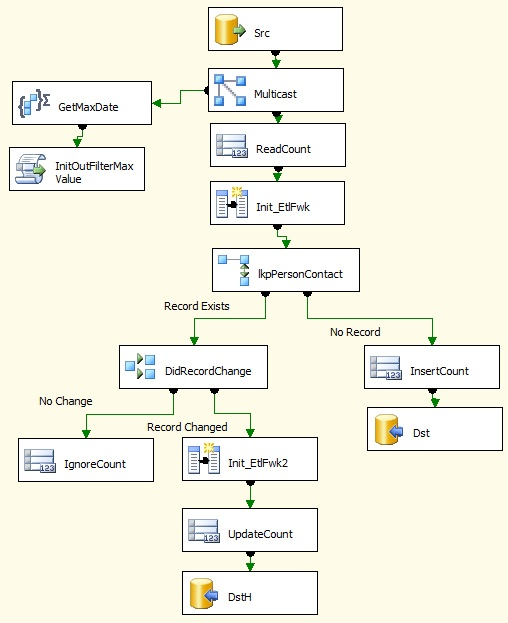 Src
Multicast
GetMaxDate
ReadCount
InitOutFilterMax
Value
Init_EtlFwk
lkpPersonContact
Record Exists
No Record
DidRecordChange
InsertCount
No Change
Record Changed
Dst
IgnoreCount
Init_EtlFwk2
UpdateCount
DstH